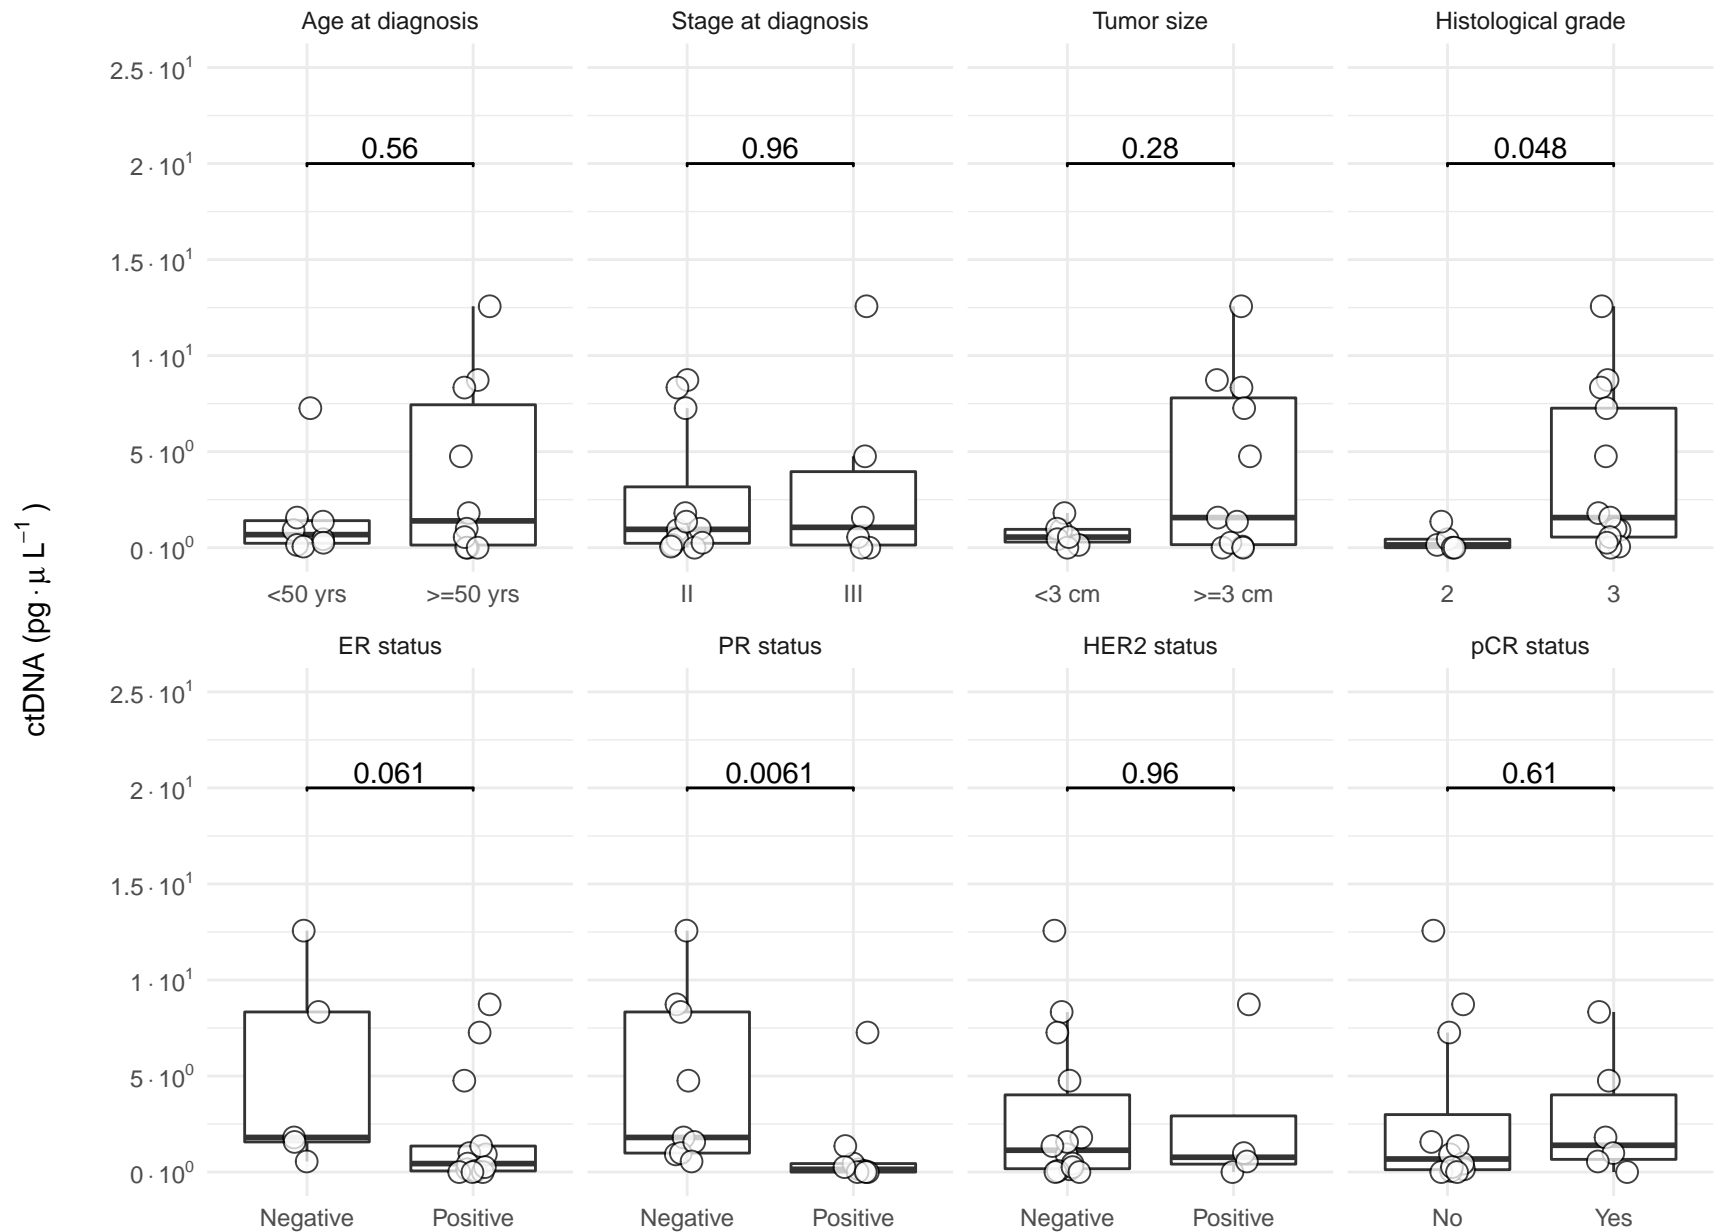 Age at diagnosis Stage at diagnosis Tumor size Histological grade
2.5 · 10¹
2 · 10¹ 0.56 0.96 0.28 0.048
1.5 · 10¹
1 · 10¹
5 · 10⁰
0 · 10⁰
<50 yrs >=50 yrs II III <3 cm >=3 cm 2 3
ctDNA (pg · µ L⁻¹ )
ER status PR status HER2 status pCR status
2.5 · 10¹
2 · 10¹ 0.061 0.0061 0.96 0.61
1.5 · 10¹
1 · 10¹
5 · 10⁰
0 · 10⁰
Negative Positive Negative Positive Negative Positive No Yes